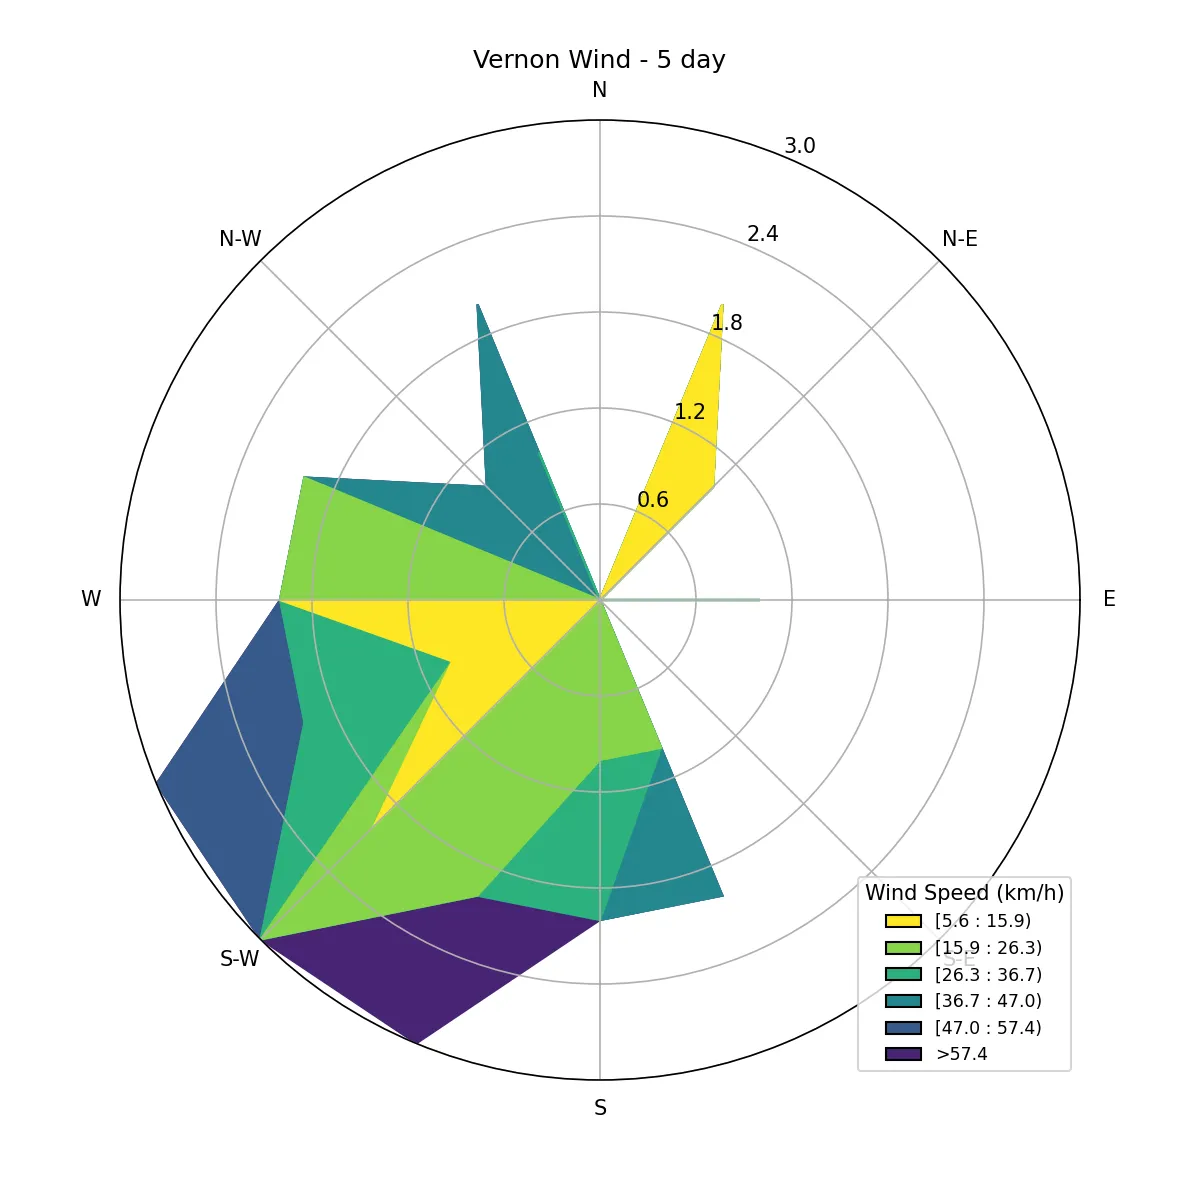 Vernon Wind - 5 day
N
3.0
N-W
2.4
N-E
1.8
1.2
0.6
W
E
S-W
S-E
S
Wind Speed (km/h)
[5.6 : 15.9)
[15.9 : 26.3)
[26.3 : 36.7)
[36.7 : 47.0)
[47.0 : 57.4)
>57.4